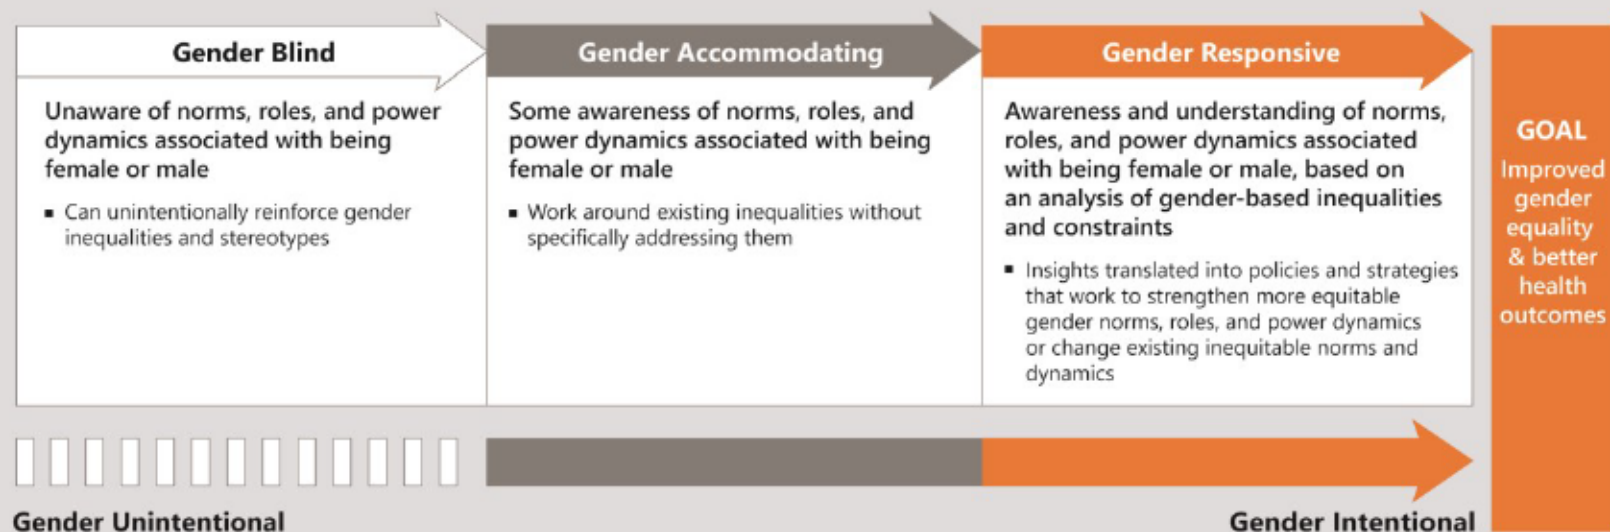 Gender Blind
Unaware of norms, roles, and power
dynamics associated with being
female or male
▪ Can unintentionally reinforce gender
inequalities and stereotypes
Gender Accommodating
Some awareness of norms, roles, and
power dynamics associated with being
female or male
▪ Work around existing inequalities without
specifically addressing them
Gender Responsive
Awareness and understanding of norms,
roles, and power dynamics associated
with being female or male, based on
an analysis of gender-based inequalities
and constraints
▪ Insights translated into policies and strategies
that work to strengthen more equitable
gender norms, roles, and power dynamics
or change existing inequitable norms and
dynamics
GOAL
Improved
gender
equality
& better
health
outcomes
Gender Unintentional
Gender Intentional